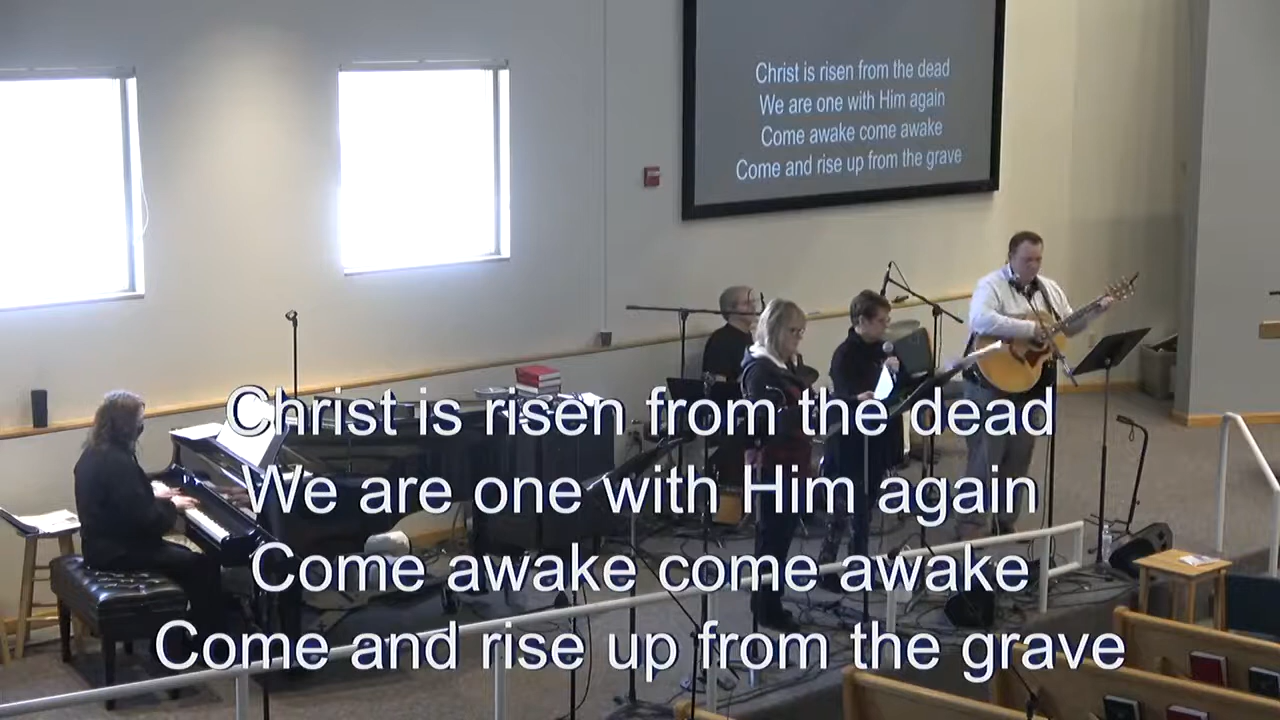 Christ is risen from the dead
We are one with Him again
Come awake come awake
Come and rise up from the grave
Christ is risen from the dead
We are one with Him again
Come awake come awake
Come and rise up from the grave